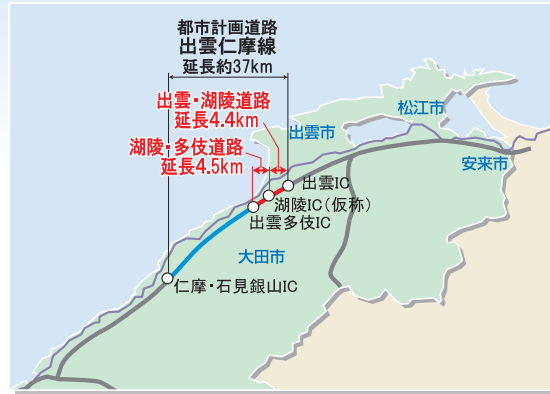 都市計画道路
出雲仁摩線
延長約37km
出雲・湖陵道路
延長4.4km
湖陵・多伎道路
延長4.5km
出雲市
松江市
安来市
出雲IC
湖陵IC(仮称)
出雲多伎IC
大田市
仁摩・石見銀山IC